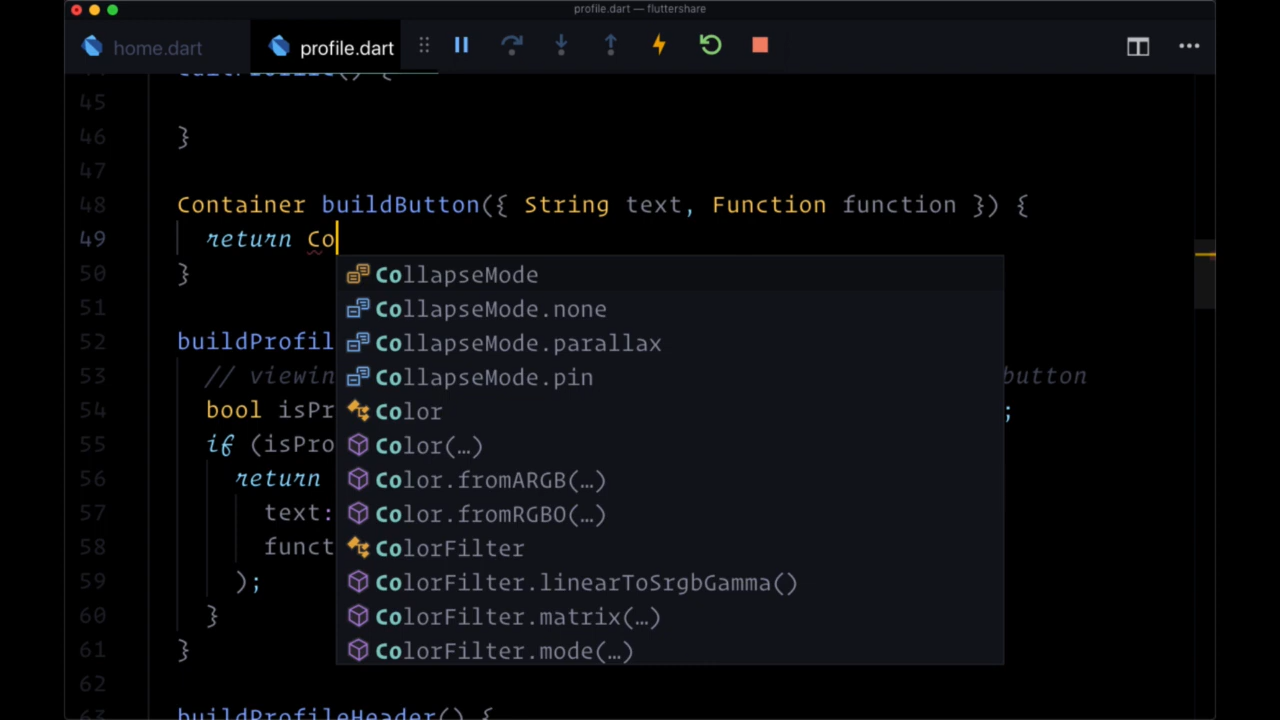 profile.dart — fluttershare
home.dart
profile.dart
45
46 }
47
48 Container buildButton({ String text, Function function }) {
49 return Co
50 }
51
52 buildProfil
53 // viewin button
54 bool isPr ;
55 if (isPro
56 return
57 text:
58 funct
59 );
60 }
61 }
62
buildProfileHeader() {
CollapseMode
CollapseMode.none
CollapseMode.parallax
CollapseMode.pin
Color
Color(…)
Color.fromARGB(…)
Color.fromRGBO(…)
ColorFilter
ColorFilter.linearToSrgbGamma()
ColorFilter.matrix(…)
ColorFilter.mode(…)